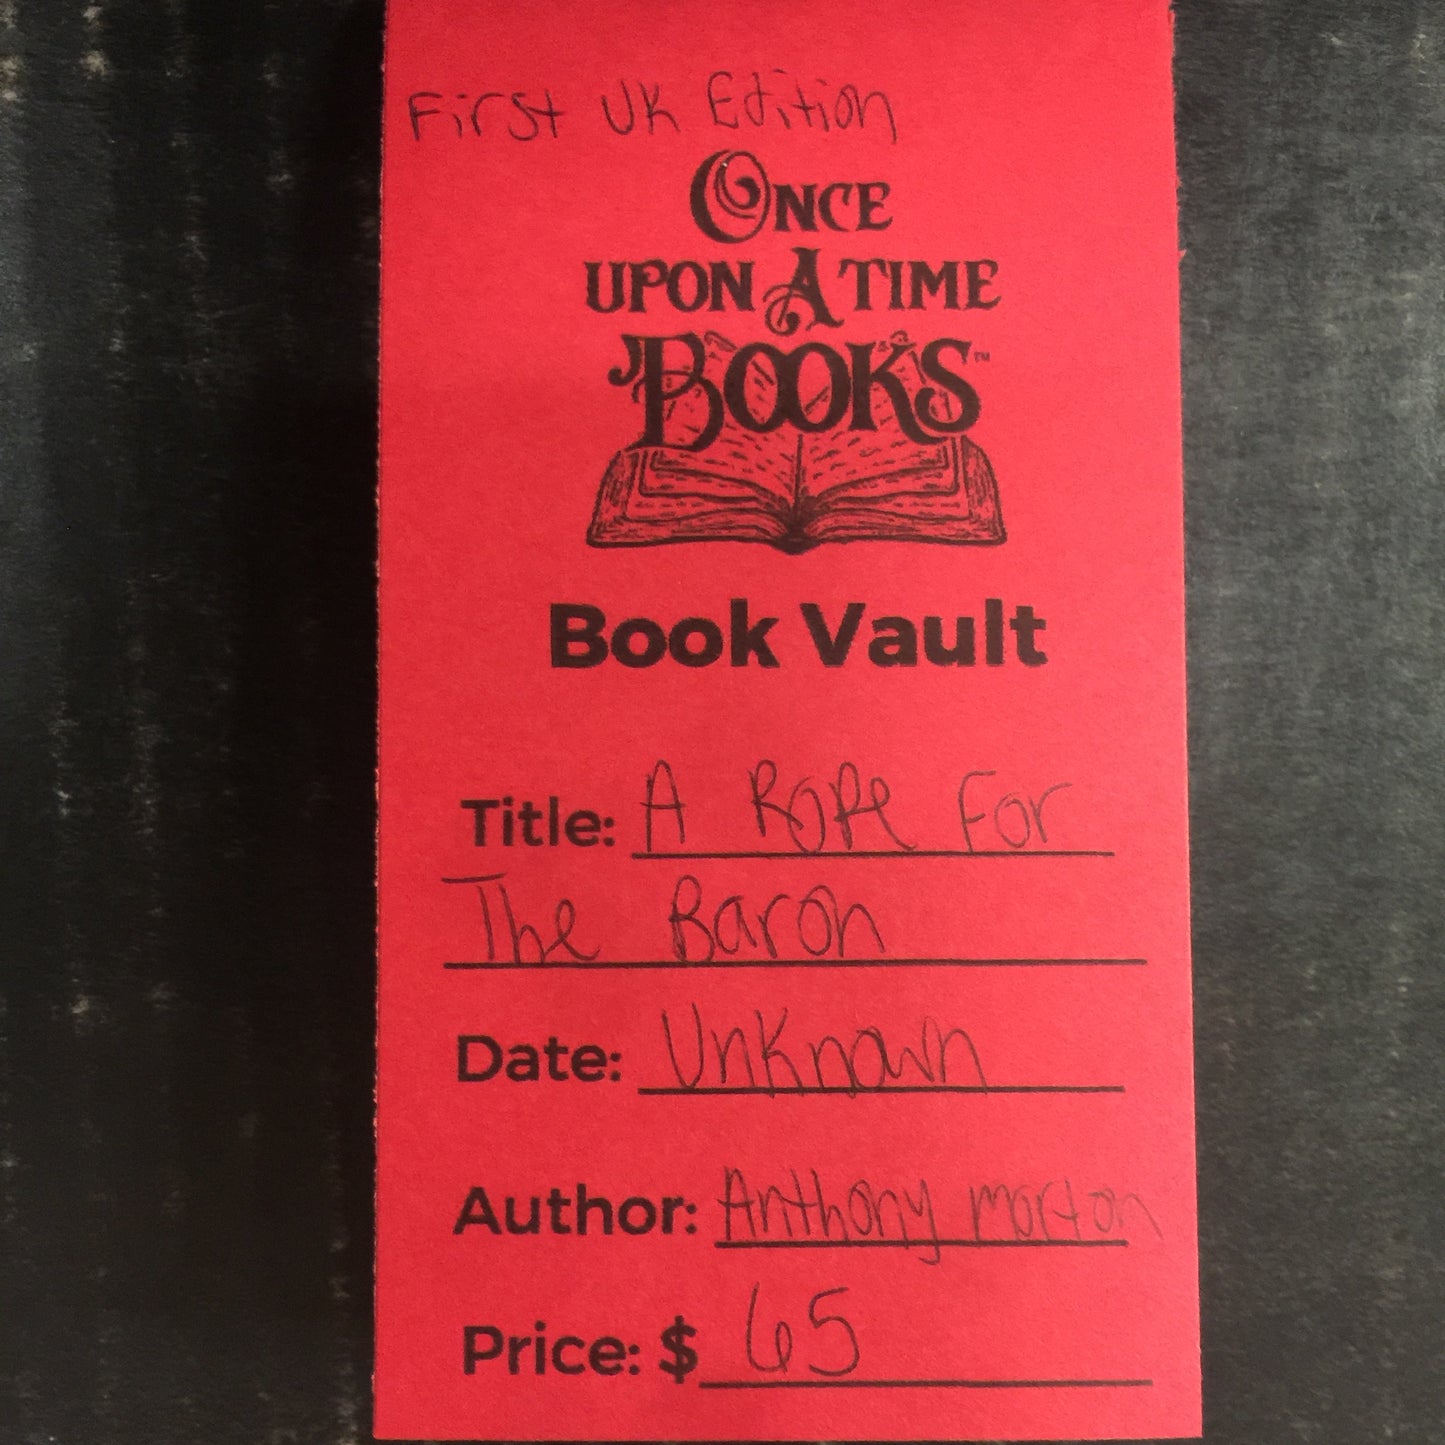 First UK Edition
ONCE
UPON A TIME
BOOKS™
Book Vault
Title: A Rope For
The Baron
Date: Unknown
Author: Anthony morton
Price: $ 65